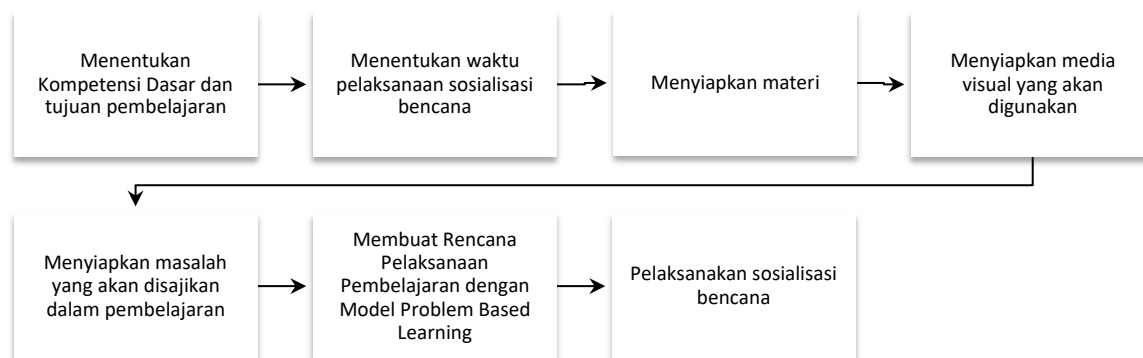 Menentukan
Kompetensi Dasar dan
tujuan pembelajaran
Menentukan waktu
pelaksanaan sosialisasi
bencana
Menyiapkan materi
Menyiapkan media
visual yang akan
digunakan
Menyiapkan masalah
yang akan disajikan
dalam pembelajaran
Membuat Rencana
Pelaksanaan
Pembelajaran dengan
Model Problem Based
Learning
Pelaksanakan sosialisasi
bencana